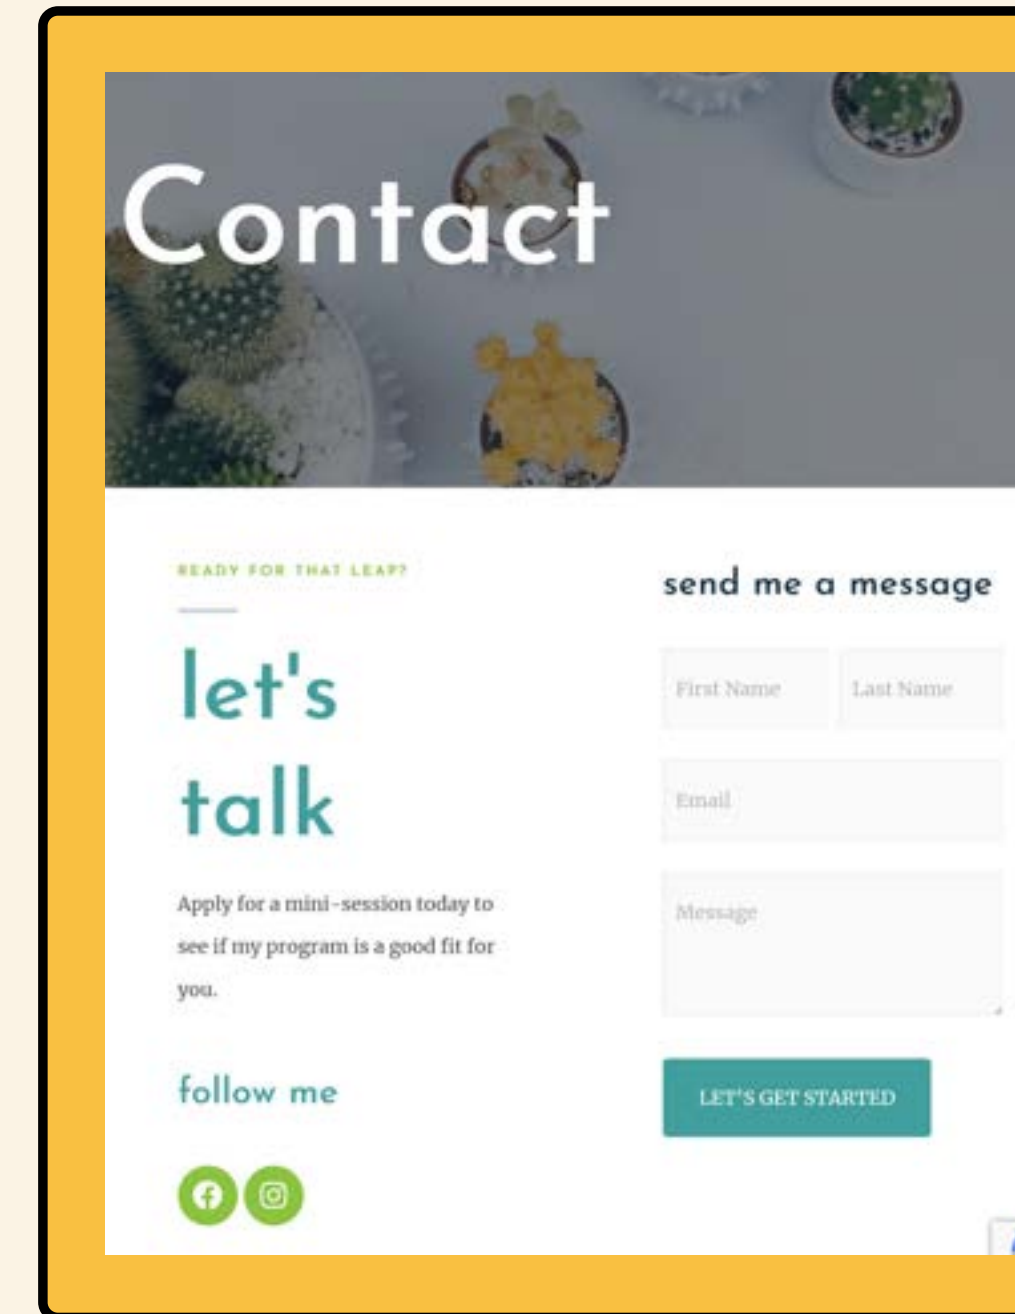 Contact
READY FOR THAT LEAP?
let's
talk
Apply for a mini-session today to
see if my program is a good fit for
you.
follow me
send me a message
First Name Last Name
Email
Message
LET'S GET STARTED